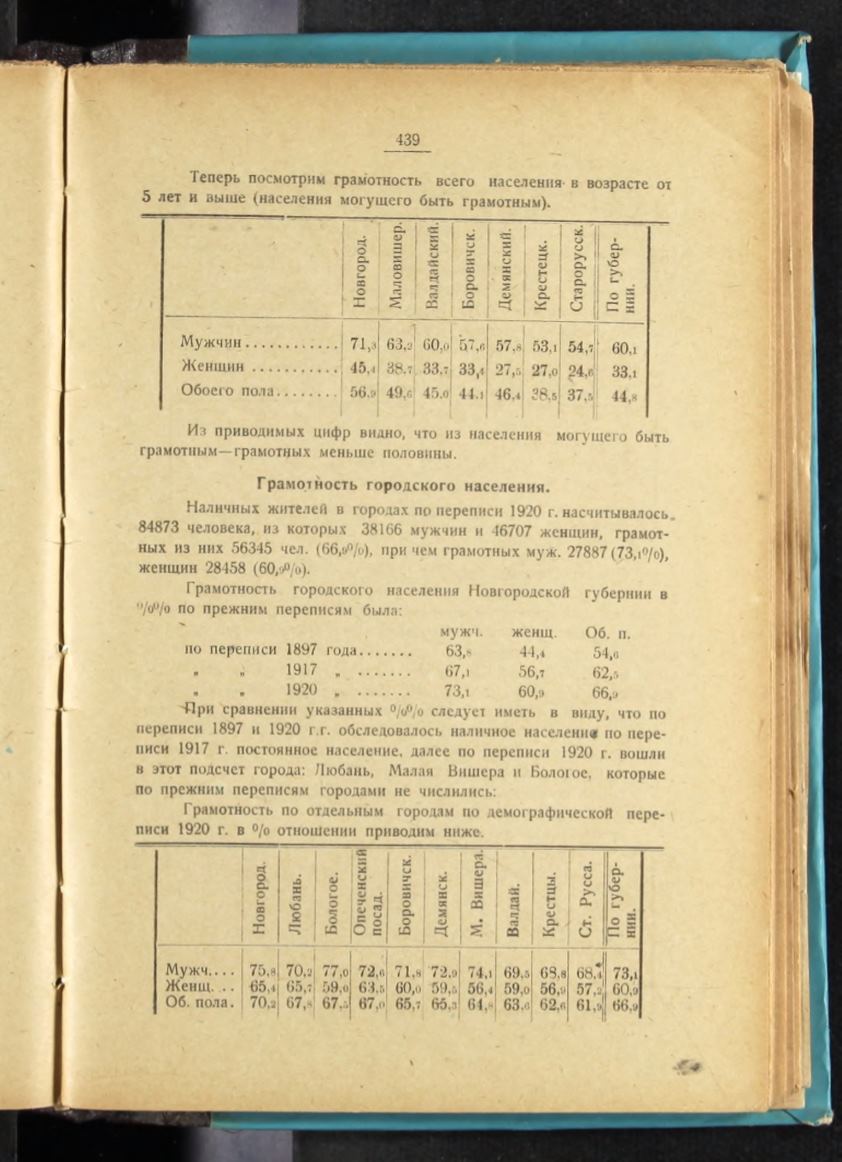 439
Теперь посмотрим грамотность всего населения в возрасте от
5 лет и выше (населения могущего быть грамотным).
Новгород. Маловишер. Валдайский. Боровичск. Демянский. Крестецк. Старорусск. По губер-нии.
Мужчин............ 71,3 63,2 60,0 57,6 57,8 53,1 54,7 60,1
Женщин ........... 45,4 38,7 33,7 33,4 27,5 27,0 24,6 33,1
Обоего пола........ 56,9 49,6 45,0 44,1 46,4 38,5 37,5 44,8
Из приводимых цифр видно, что из населения могущего быть
грамотным—грамотных меньше половины.
Грамотность городского населения.
Наличных жителей в городах по переписи 1920 г. насчитывалось
84873 человека, из которых 38166 мужчин и 46707 женщин, грамот-
ных из них 56345 чел. (66,9%), при чем грамотных муж. 27887 (73,1%),
женщин 28458 (60,9%).
Грамотность городского населения Новгородской губернии в
%% по прежним переписям была:
мужч. женщ. Об. п.
по переписи 1897 года....... 63,8 44,4 54,6
„ „ 1917 „ ....... 67,1 56,7 62,5
„ „ 1920 „ ....... 73,1 60,9 66,9
При сравнении указанных %% следует иметь в виду, что по
переписи 1897 и 1920 г.г. обследовалось наличное население по пере-
писи 1917 г. постоянное население, далее по переписи 1920 г. вошли
в этот подсчет города: Любань, Малая Вишера и Бологое, которые
по прежним переписям городами не числились:
Грамотность по отдельным городам по демографической пере-
писи 1920 г. в % отношении приводим ниже.
Новгород. Любань. Бологое. Опеченский посад. Боровичск. Демянск. М. Вишера. Валдай. Крестцы. Ст. Русса. По губер-нии.
Мужч.... 75,8 70,2 77,0 72,6 71,8 72,9 74,1 69,5 68,8 68,4 73,1
Женщ. .. 65,4 65,7 59,0 63,5 60,0 59,5 56,4 59,0 56,9 57,2 60,9
Об. пола. 70,2 67,8 67,5 67,0 65,7 65,3 64,8 63,6 62,6 61,9 66,9